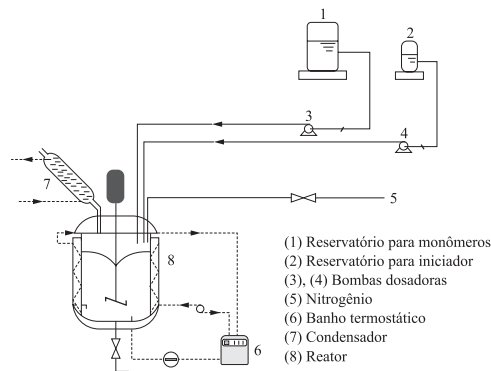 1
2
3
4
5
7
8
6
(1) Reservatório para monômeros
(2) Reservatório para iniciador
(3), (4) Bombas dosadoras
(5) Nitrogênio
(6) Banho termostático
(7) Condensador
(8) Reator